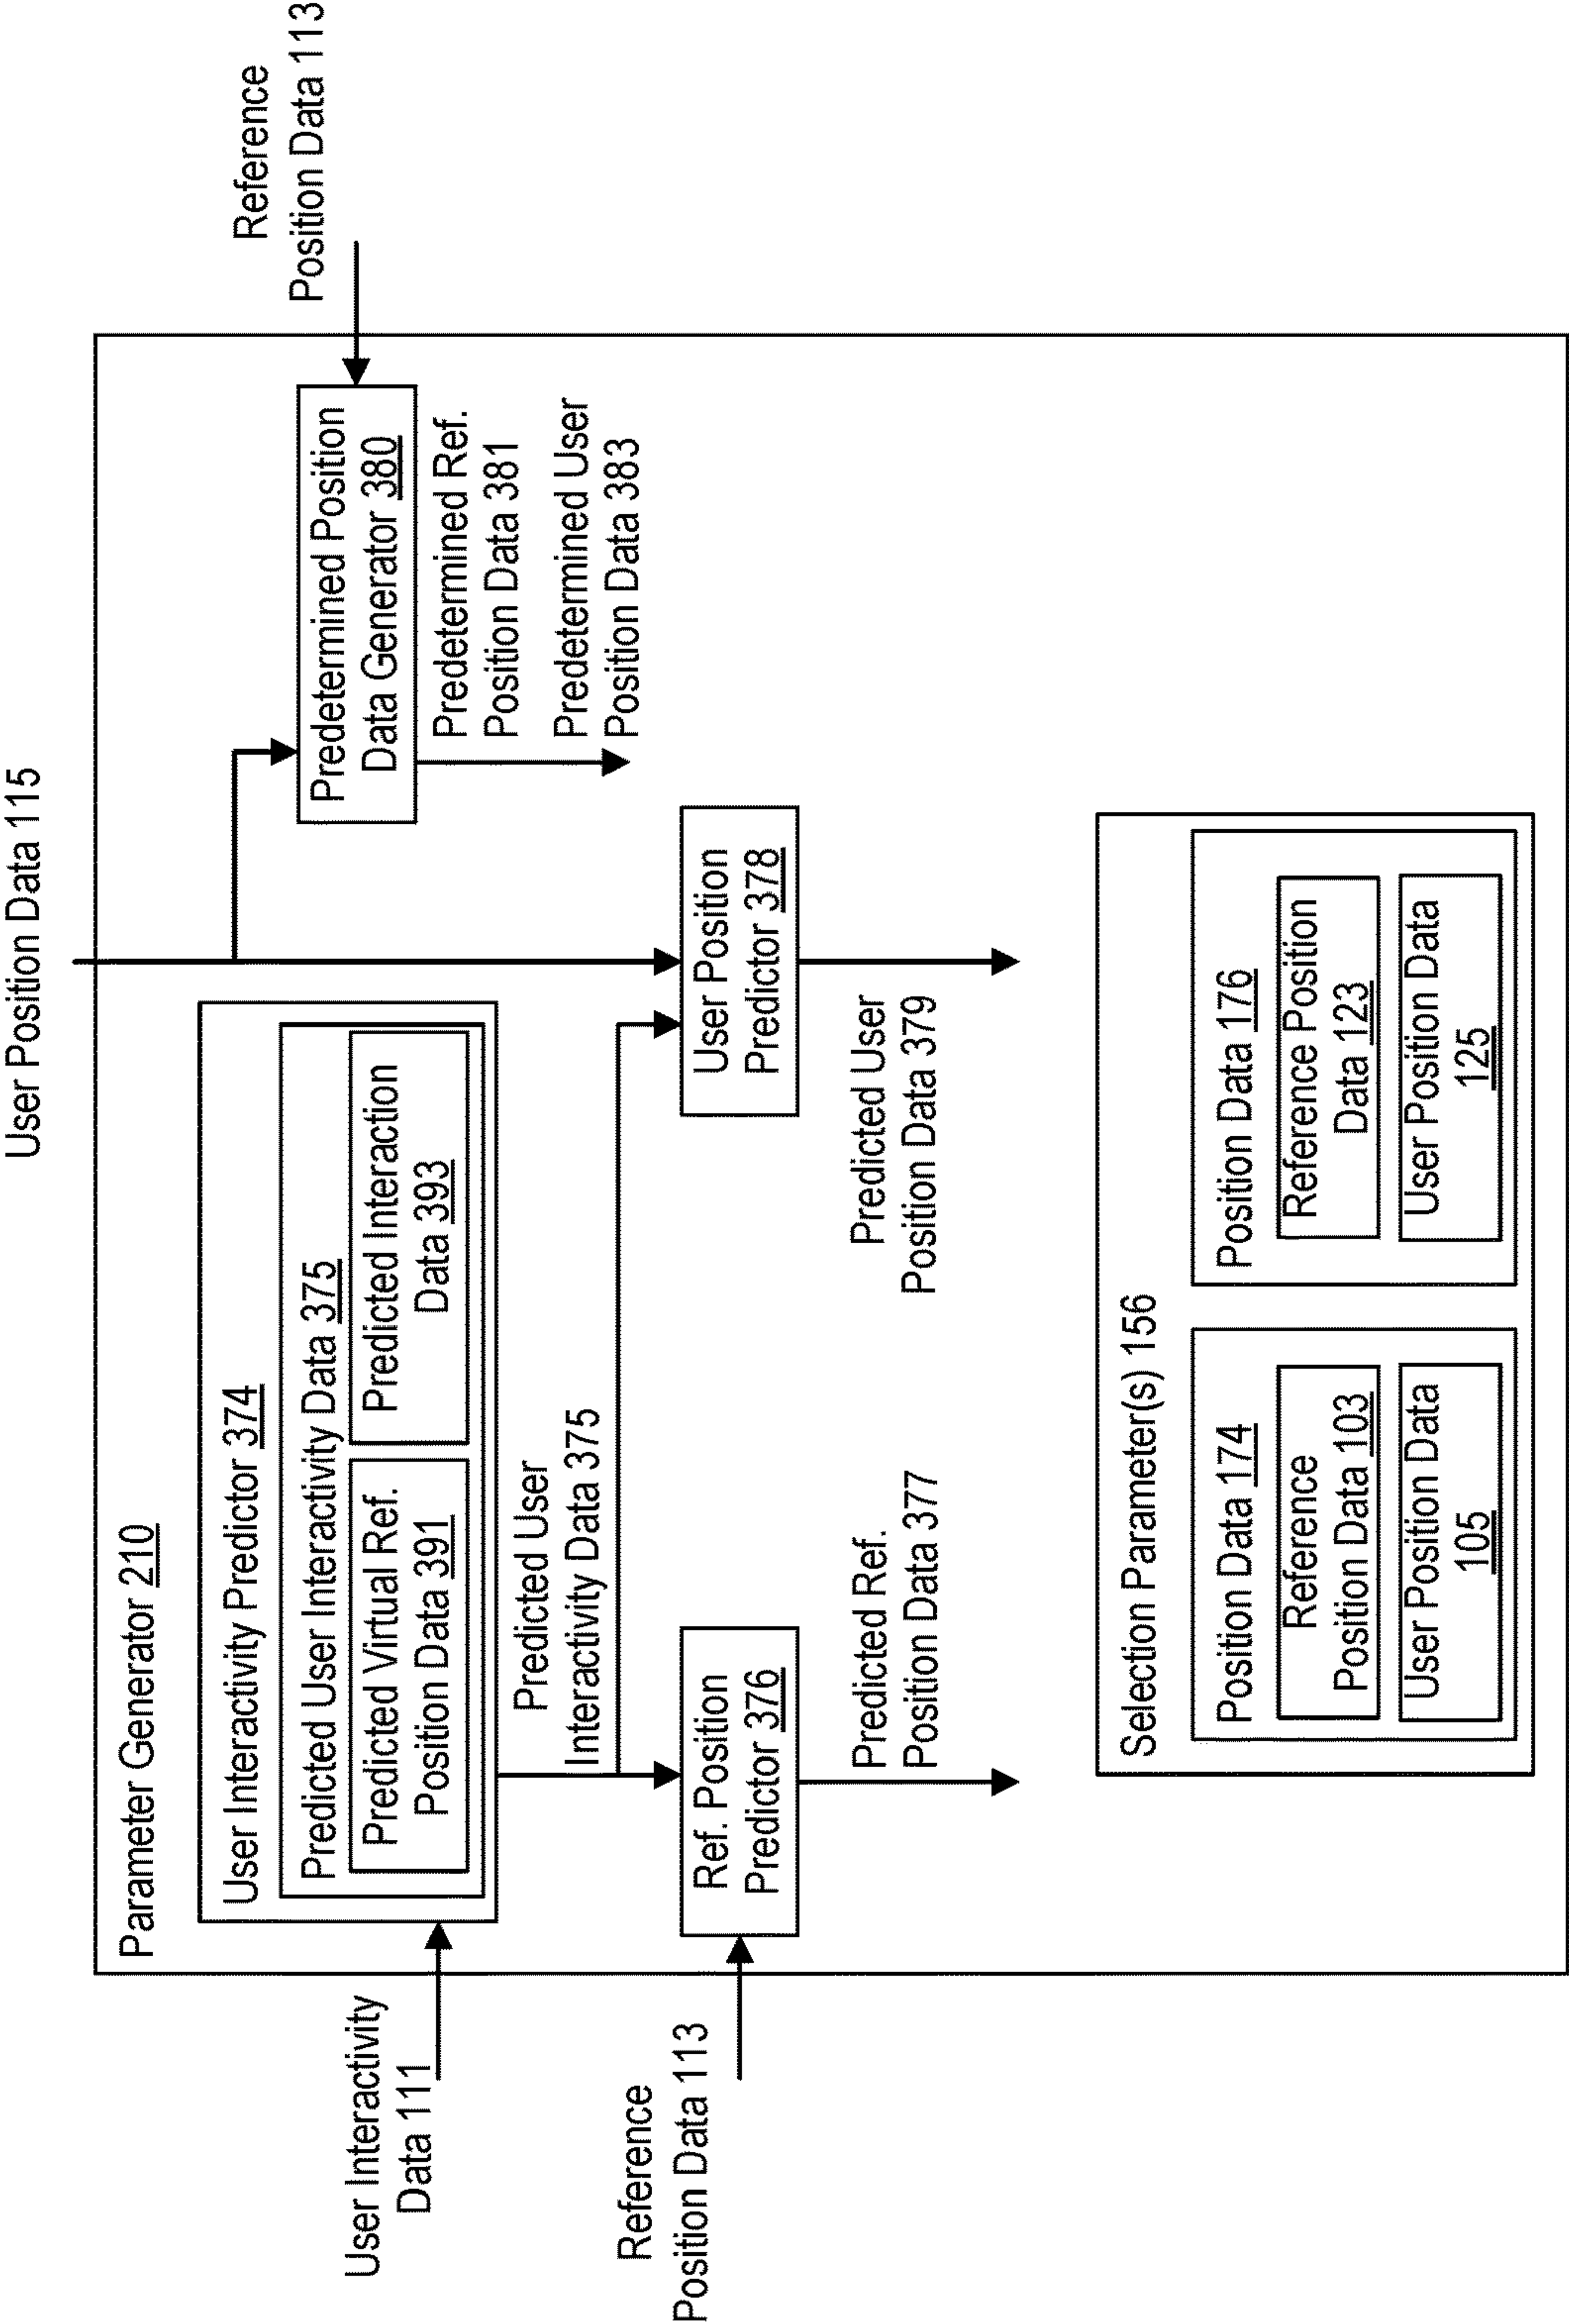 User Position Data 115
Parameter Generator 210
User Interactivity Predictor 374
Predicted User Interactivity Data 375
Predicted Virtual Ref.
Position Data 391
Predicted Interaction
Data 393
User Interactivity
Data 111
Reference
Position Data 113
Predetermined Position
Data Generator 380
Predetermined Ref.
Position Data 381
Predetermined User
Position Data 383
Predicted User
Interactivity Data 375
Reference
Position Data 113
Ref. Position
Predictor 376
User Position
Predictor 378
Predicted Ref.
Position Data 377
Predicted User
Position Data 379
Selection Parameter(s) 156
Position Data 174
Reference
Position Data 103
User Position Data
105
Position Data 176
Reference Position
Data 123
User Position Data
125